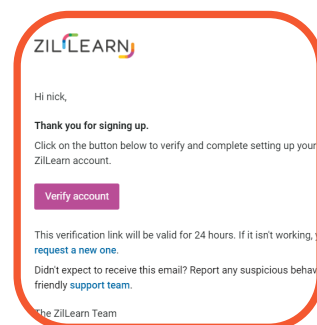 ZILLEARN
Hi nick,
Thank you for signing up.
Click on the button below to verify and complete setting up your
ZilLearn account.
Verify account
This verification link will be valid for 24 hours. If it isn't working,
request a new one.
Didn't expect to receive this email? Report any suspicious behav
friendly support team.
The ZilLearn Team